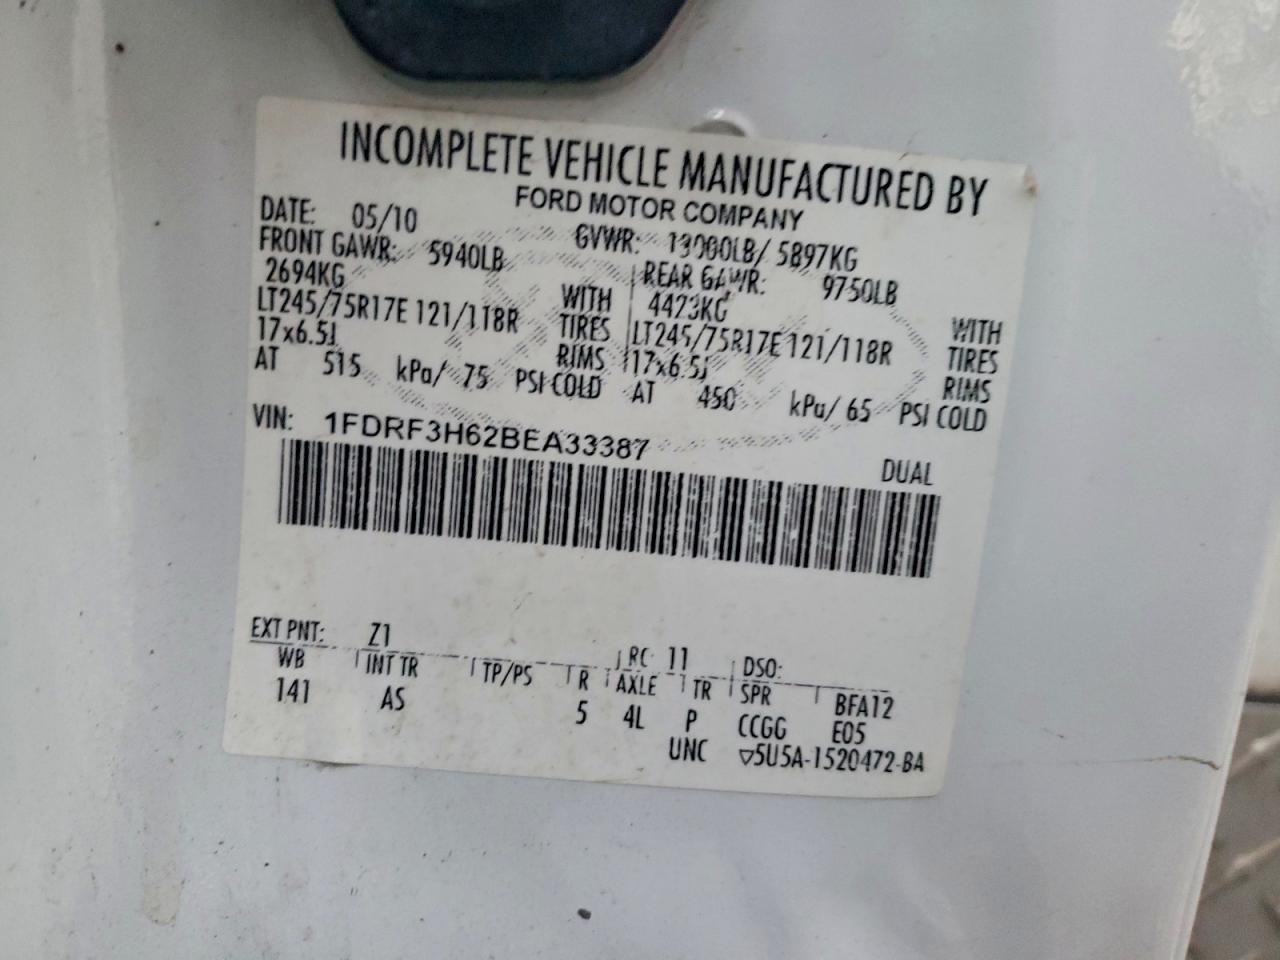 INCOMPLETE VEHICLE MANUFACTURED BY
FORD MOTOR COMPANY
DATE: 05/10 GVWR: 13000LB/ 5897KG
FRONT GAWR: 5940LB REAR GAWR: 9750LB
2694KG WITH 4423KG WITH
LT245/75R17E 121/118R TIRES LT245/75R17E 121/118R TIRES
17x6.5J RIMS 17x6.5J RIMS
AT 515 kPa/ 75 PSI COLD AT 450 kPa/ 65 PSI COLD
VIN: 1FDRF3H62BEA33387
DUAL
EXT PNT: Z1 RC: 11 DSO:
WB INT TR TP/PS R AXLE TR SPR BFA12
141 AS 5 4L P CCGG E05
UNC ▽5U5A-1520472-BA